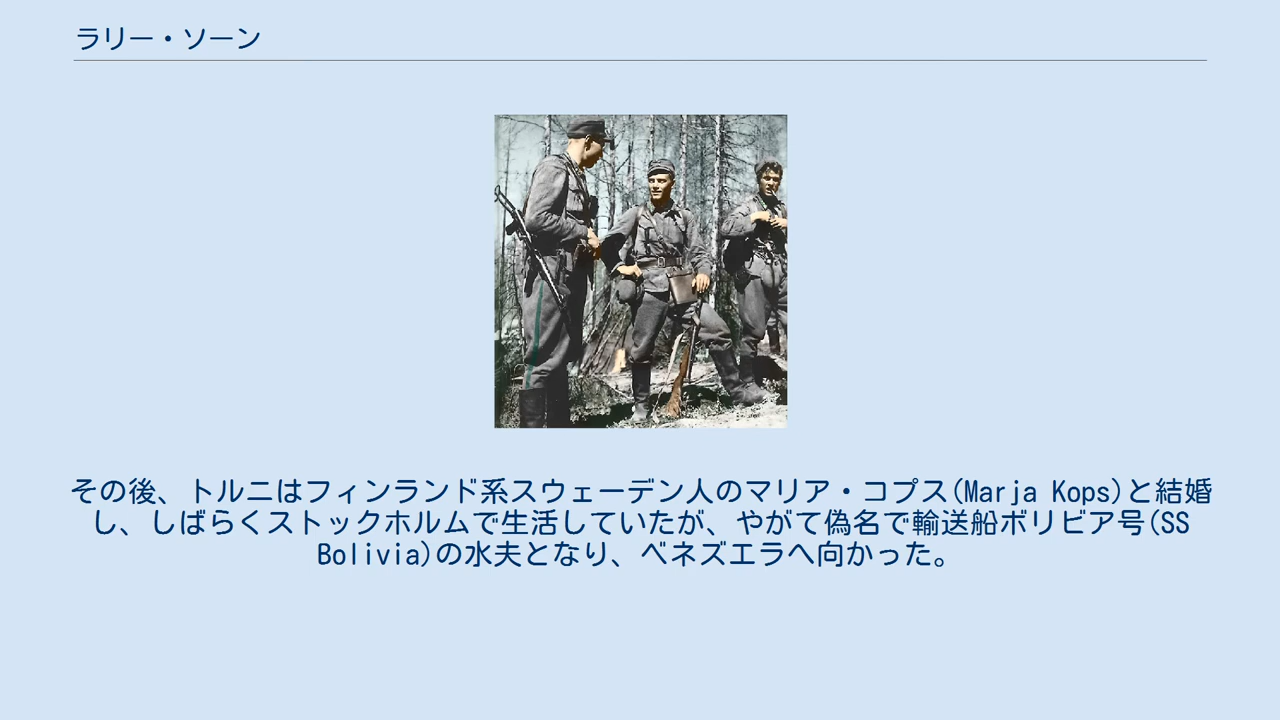 ラリー・ソーン
その後、トルニはフィンランド系スウェーデン人のマリア・コプス(Marja Kops)と結婚
し、しばらくストックホルムで生活していたが、やがて偽名で輸送船ボリビア号(SS
Bolivia)の水夫となり、ベネズエラへ向かった。